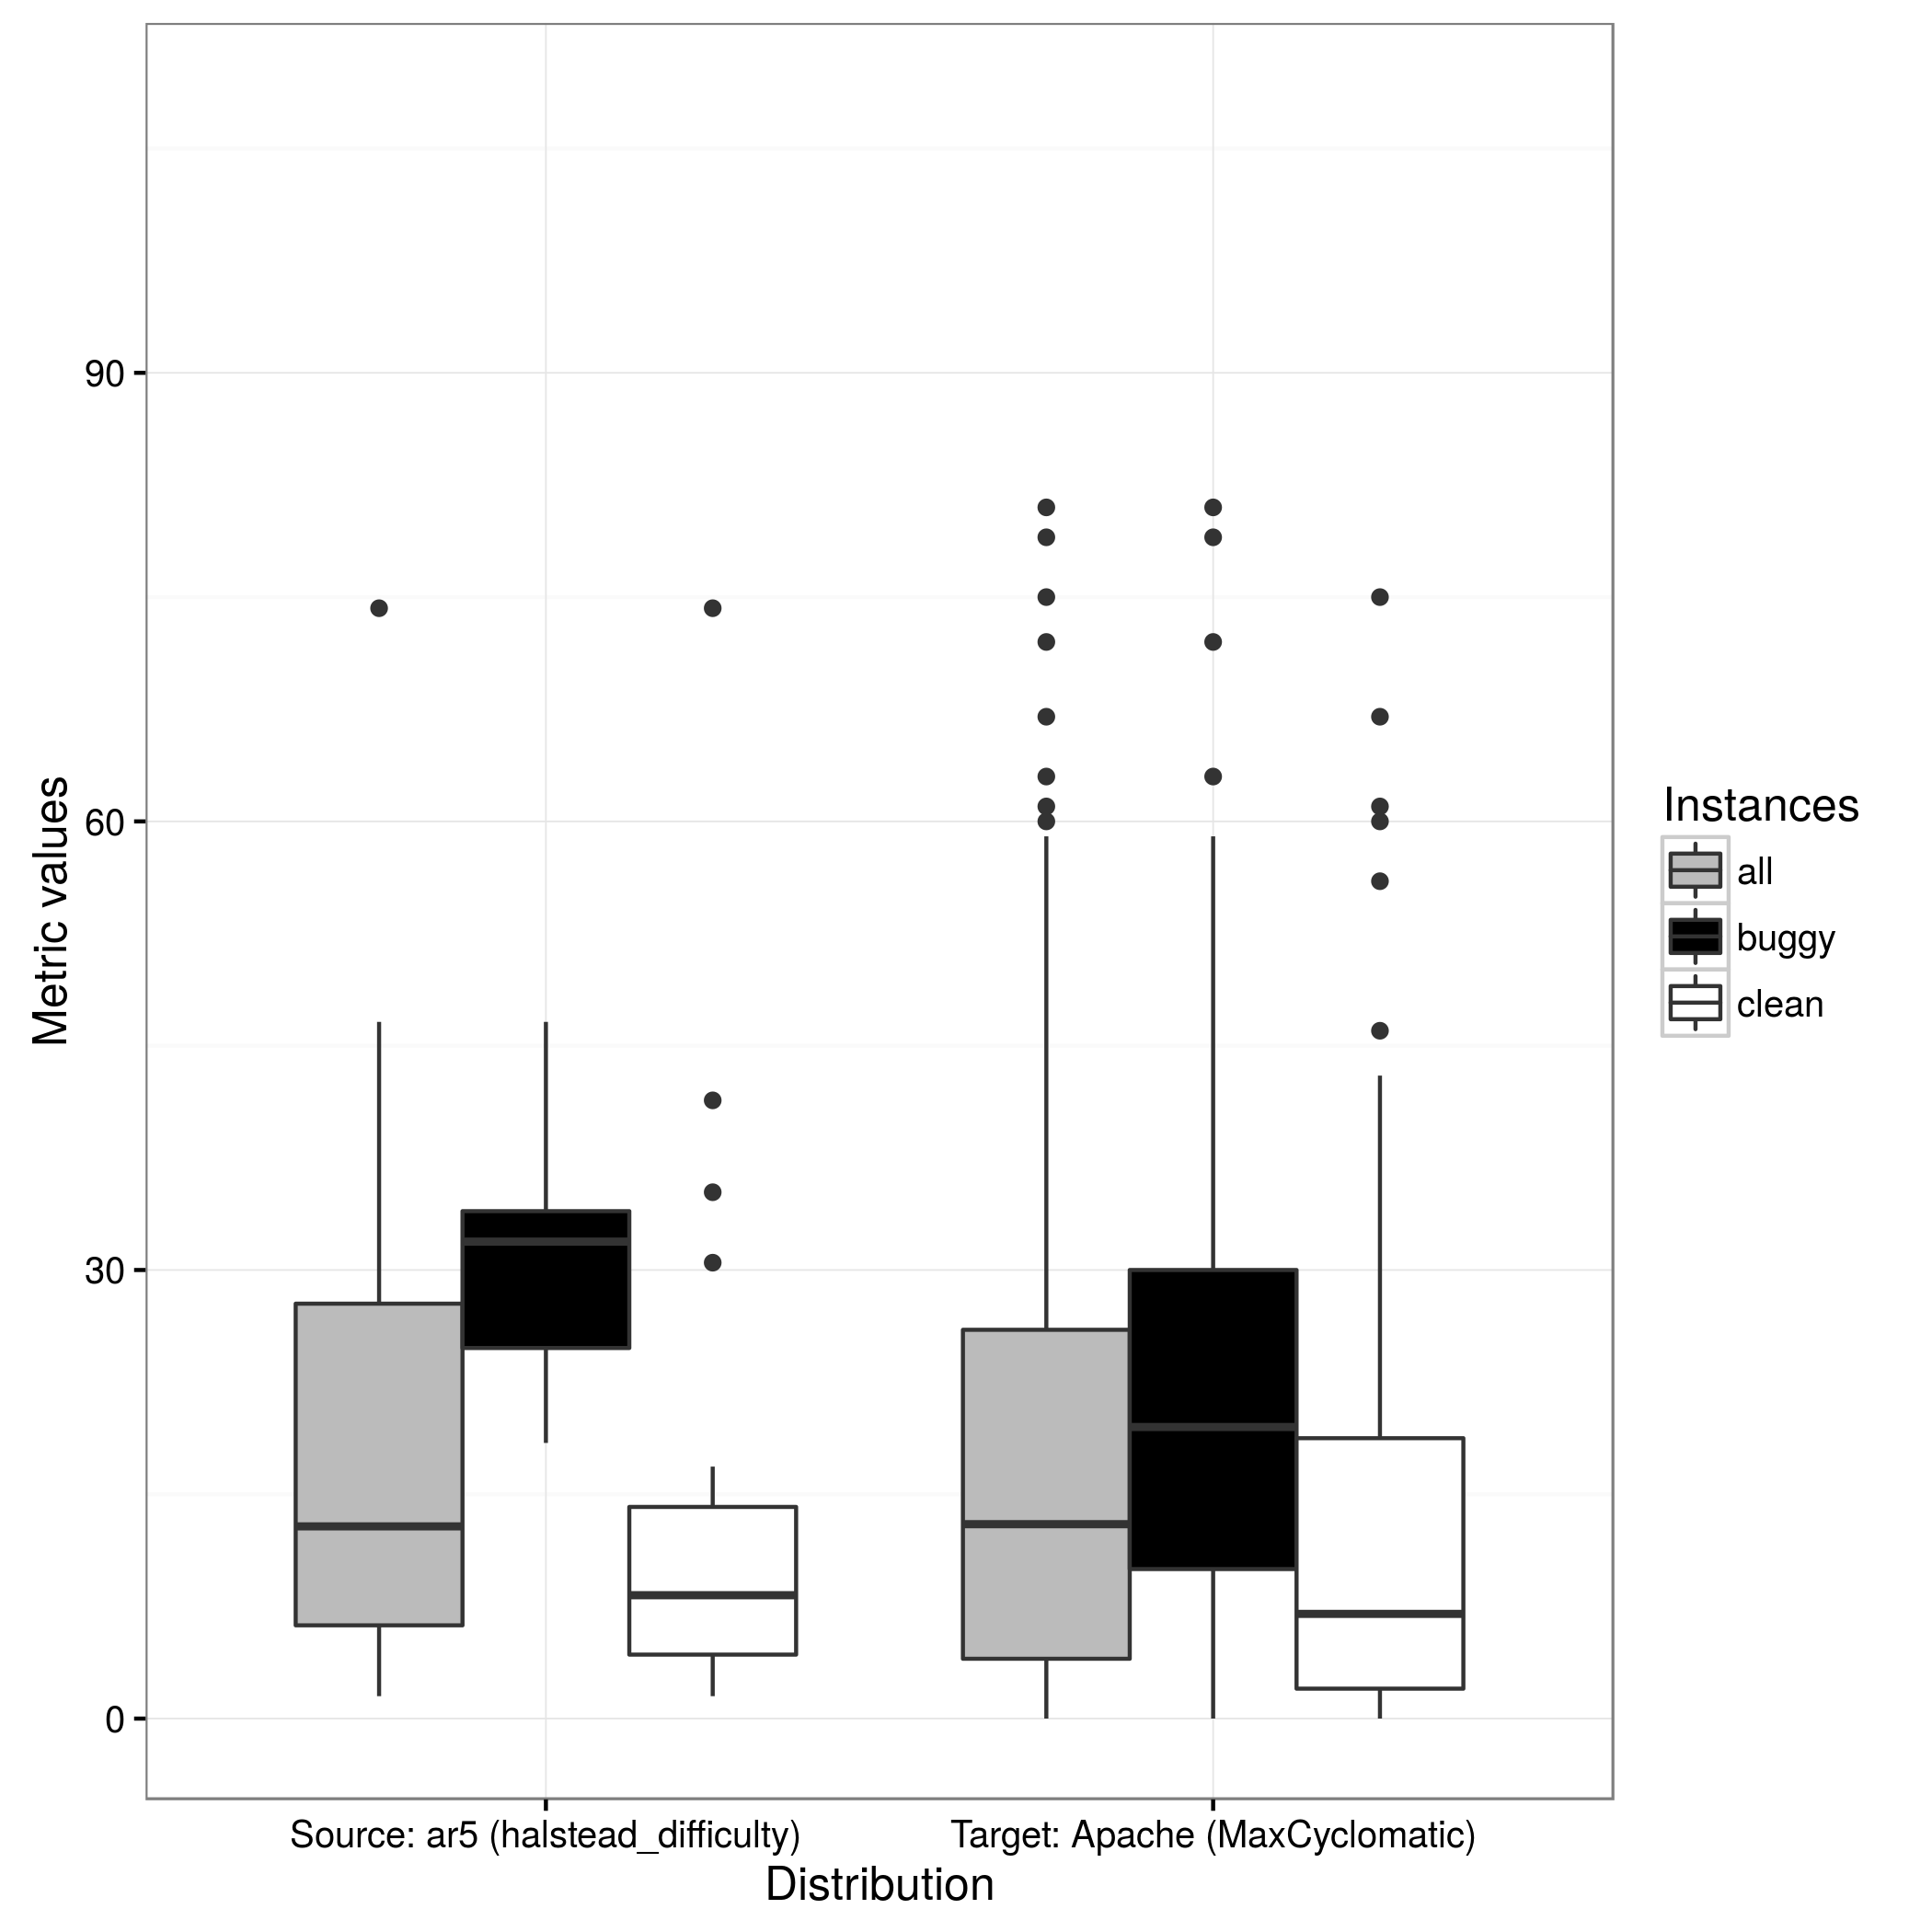 Metric values
90
60
30
0
Source: ar5 (halstead_difficulty)
Target: Apache (MaxCyclomatic)
Distribution
Instances
all
buggy
clean